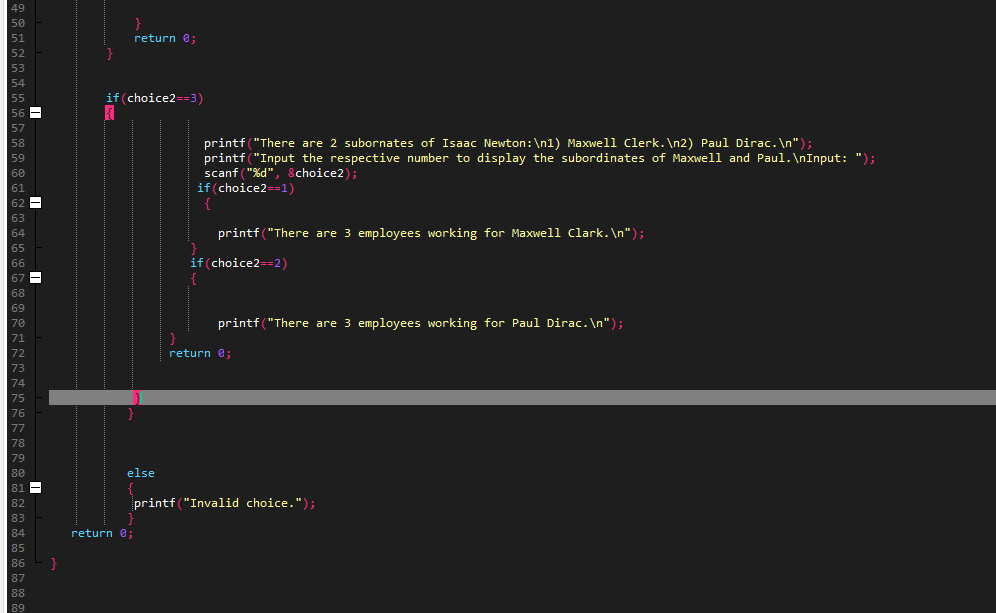 49
50 }
51 return 0;
52 }
53
54
55 if(choice2==3)
56 {
57
58 printf("There are 2 subornates of Isaac Newton:\n1) Maxwell Clerk.\n2) Paul Dirac.\n");
59 printf("Input the respective number to display the subordinates of Maxwell and Paul.\nInput: ");
60 scanf("%d", &choice2);
61 if(choice2==1)
62 {
63
64 printf("There are 3 employees working for Maxwell Clark.\n");
65 }
66 if(choice2==2)
67 {
68
69
70 printf("There are 3 employees working for Paul Dirac.\n");
71 }
72 return 0;
73
74
75 }
76 }
77
78
79
80 else
81 {
82 printf("Invalid choice.");
83 }
84 return 0;
85
86 }
87
88
89